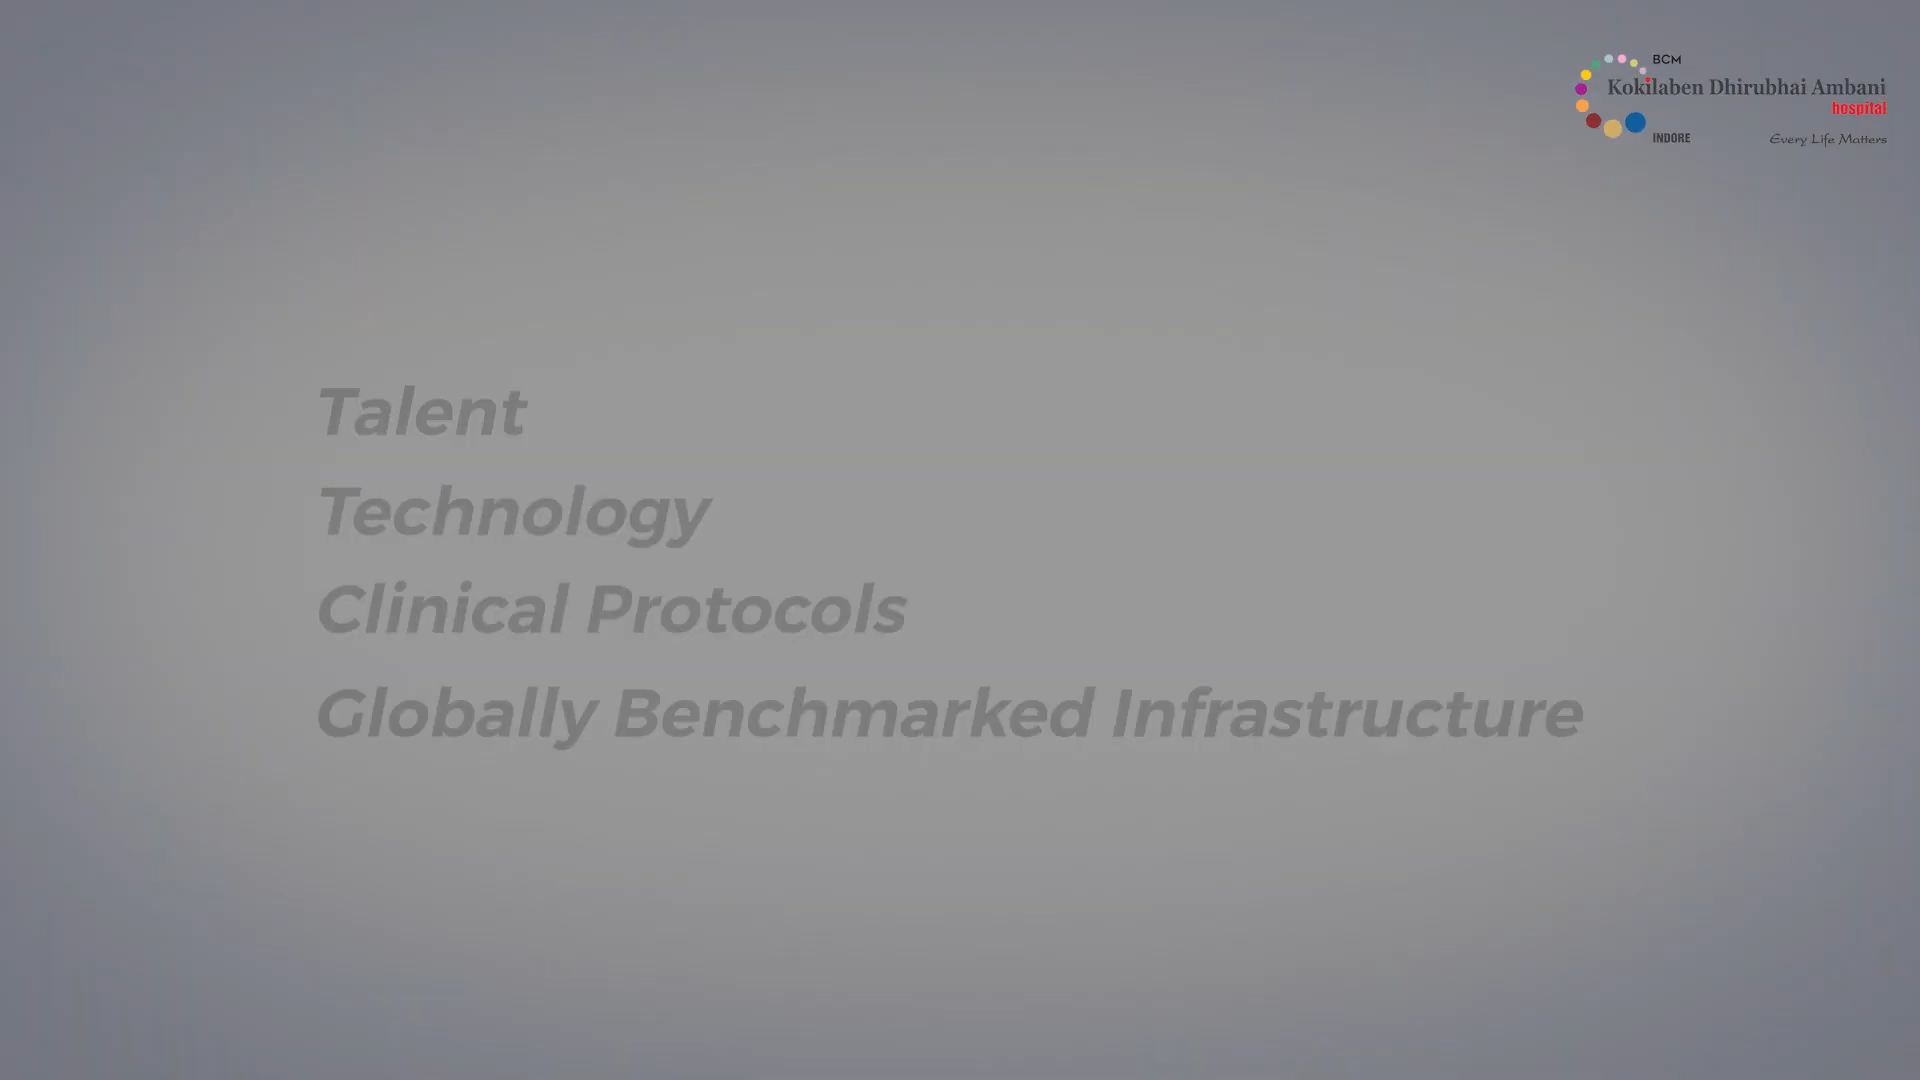 BCM
Kokilaben Dhirubhai Ambani
hospital
INDORE
Every Life Matters
Talent
Technology
Clinical Protocols
Globally Benchmarked Infrastructure